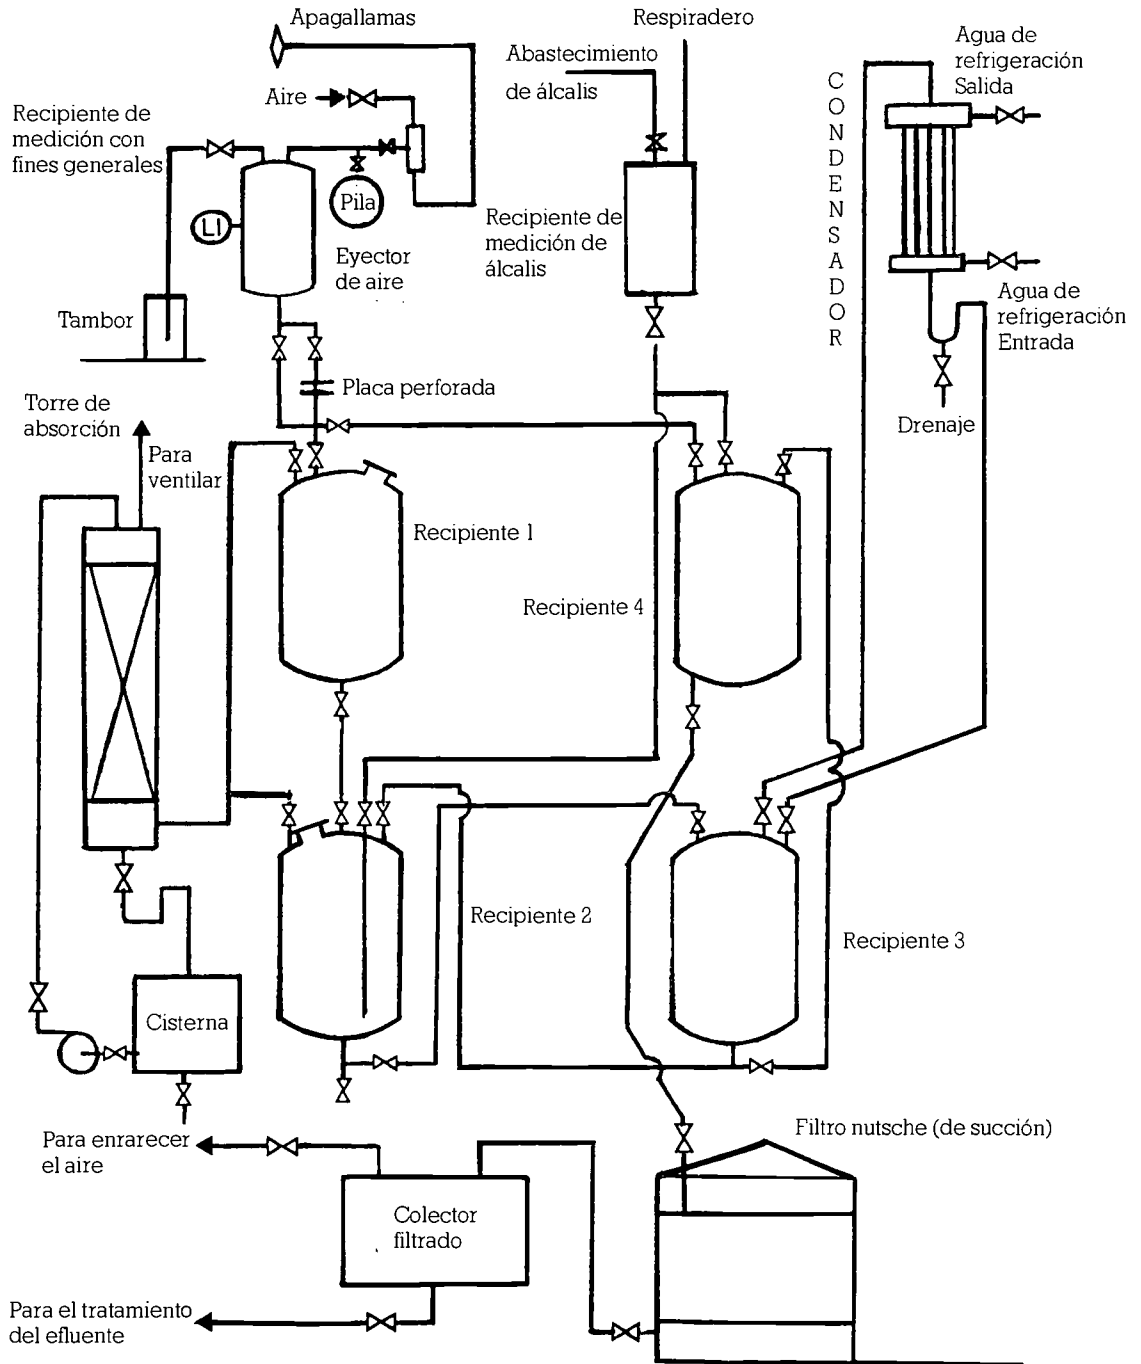 Apagallamas
Respiradero
Abastecimiento
de álcalis
Agua de
refrigeración
Salida
CONDENSADOR
Aire
Recipiente de
medición con
fines generales
Pila
LI
Eyector
de aire
Recipiente de
medición de
álcalis
Agua de
refrigeración
Entrada
Tambor
Placa perforada
Drenaje
Torre de
absorción
Para
ventilar
Recipiente 1
Recipiente 4
Recipiente 2
Recipiente 3
Cisterna
Filtro nutsche (de succión)
Para enrarecer
el aire
Colector
filtrado
Para el tratamiento
del efluente